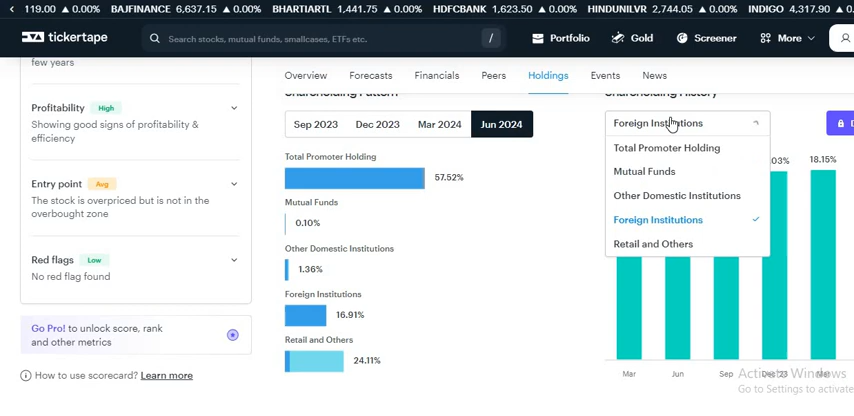 119.00 ▲ 0.00% BAJFINANCE 6,637.15 ▲ 0.00% BHARTIARTL 1,441.75 ▲ 0.00% HDFCBANK 1,623.50 ▲ 0.00% HINDUNILVR 2,744.05 ▲ 0.00% INDIGO 4,317.90 ▲ 0.
tickertape Search stocks, mutual funds, smallcases, ETFs etc. / Portfolio Gold Screener More
Overview Forecasts Financials Peers Holdings Events News
few years
Profitability High
Showing good signs of profitability &
efficiency
Entry point Avg
The stock is overpriced but is not in the
overbought zone
Red flags Low
No red flag found
Go Pro! to unlock score, rank
and other metrics
How to use scorecard? Learn more
Shareholding Pattern
Sep 2023 Dec 2023 Mar 2024 Jun 2024
Total Promoter Holding
57.52%
Mutual Funds
0.10%
Other Domestic Institutions
1.36%
Foreign Institutions
16.91%
Retail and Others
24.11%
Shareholding History
Foreign Institutions
Total Promoter Holding
Mutual Funds
Other Domestic Institutions
Foreign Institutions
Retail and Others
03% 18.15%
Mar Jun Sep Dec'23 Mar
Activate Windows
Go to Settings to activate